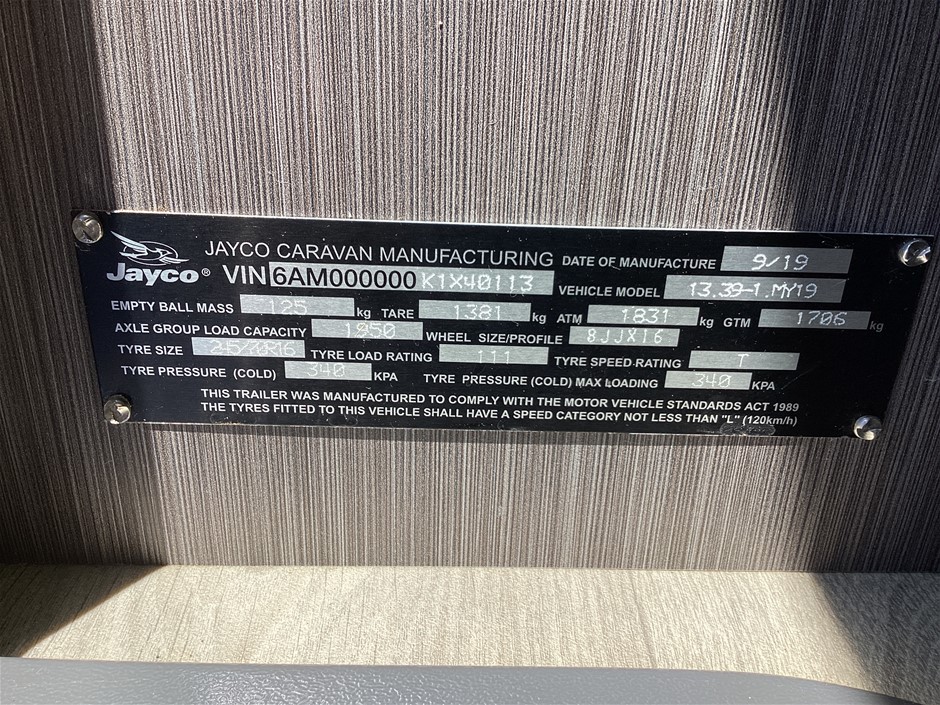 JAYCO CARAVAN MANUFACTURING DATE OF MANUFACTURE 9/19
Jayco® VIN 6AM000000K1X40113 VEHICLE MODEL 13.39-1.MY19
EMPTY BALL MASS 125 kg TARE 1381 kg ATM 1831 kg GTM 1706 kg
AXLE GROUP LOAD CAPACITY 1950 WHEEL SIZE/PROFILE 8JJX16
TYRE SIZE 245/70R16 TYRE LOAD RATING 111 TYRE SPEED RATING T
TYRE PRESSURE (COLD) 340 KPA TYRE PRESSURE (COLD) MAX LOADING 340 KPA
THIS TRAILER WAS MANUFACTURED TO COMPLY WITH THE MOTOR VEHICLE STANDARDS ACT 1989
THE TYRES FITTED TO THIS VEHICLE SHALL HAVE A SPEED CATEGORY NOT LESS THAN "L" (120km/h)